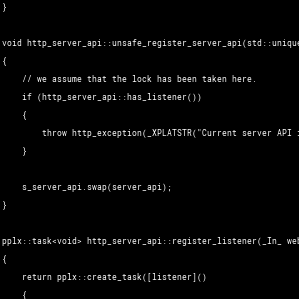 }
void http_server_api::unsafe_register_server_api(std::unique
{
// we assume that the lock has been taken here.
if (http_server_api::has_listener())
{
throw http_exception(_XPLATSTR("Current server API
}
s_server_api.swap(server_api);
}
pplx::task<void> http_server_api::register_listener(_In_
{
return pplx::create_task([listener]()
{